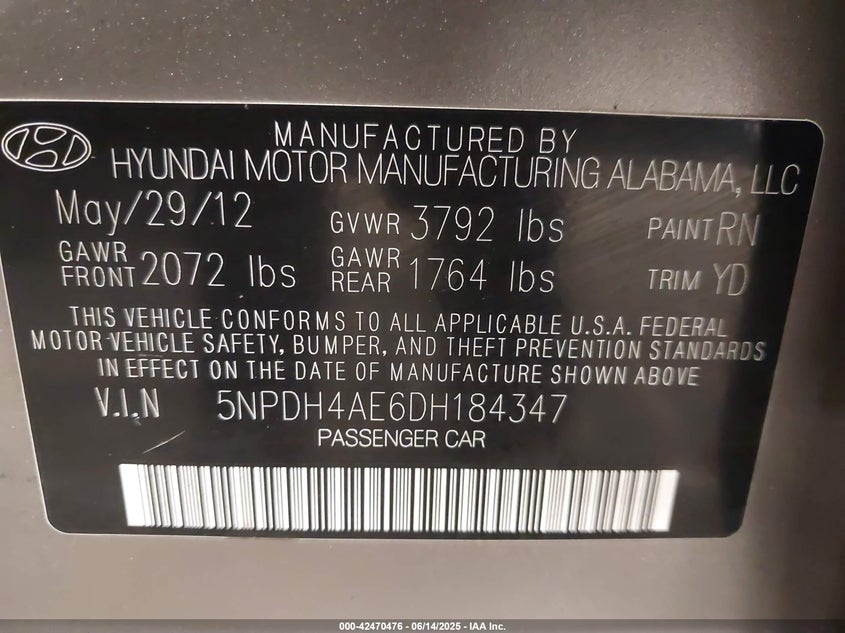 MANUFACTURED BY
HYUNDAI MOTOR MANUFACTURING ALABAMA, LLC
May/29/12 GVWR 3792 lbs PAINT RN
GAWR FRONT 2072 lbs GAWR REAR 1764 lbs TRIM YD
THIS VEHICLE CONFORMS TO ALL APPLICABLE U.S.A. FEDERAL
MOTOR-VEHICLE SAFETY, BUMPER, AND THEFT PREVENTION STANDARDS
IN EFFECT ON THE DATE OF MANUFACTURE SHOWN ABOVE
V.I.N 5NPDH4AE6DH184347
PASSENGER CAR
000-42470476 - 06/14/2025 - IAA Inc.